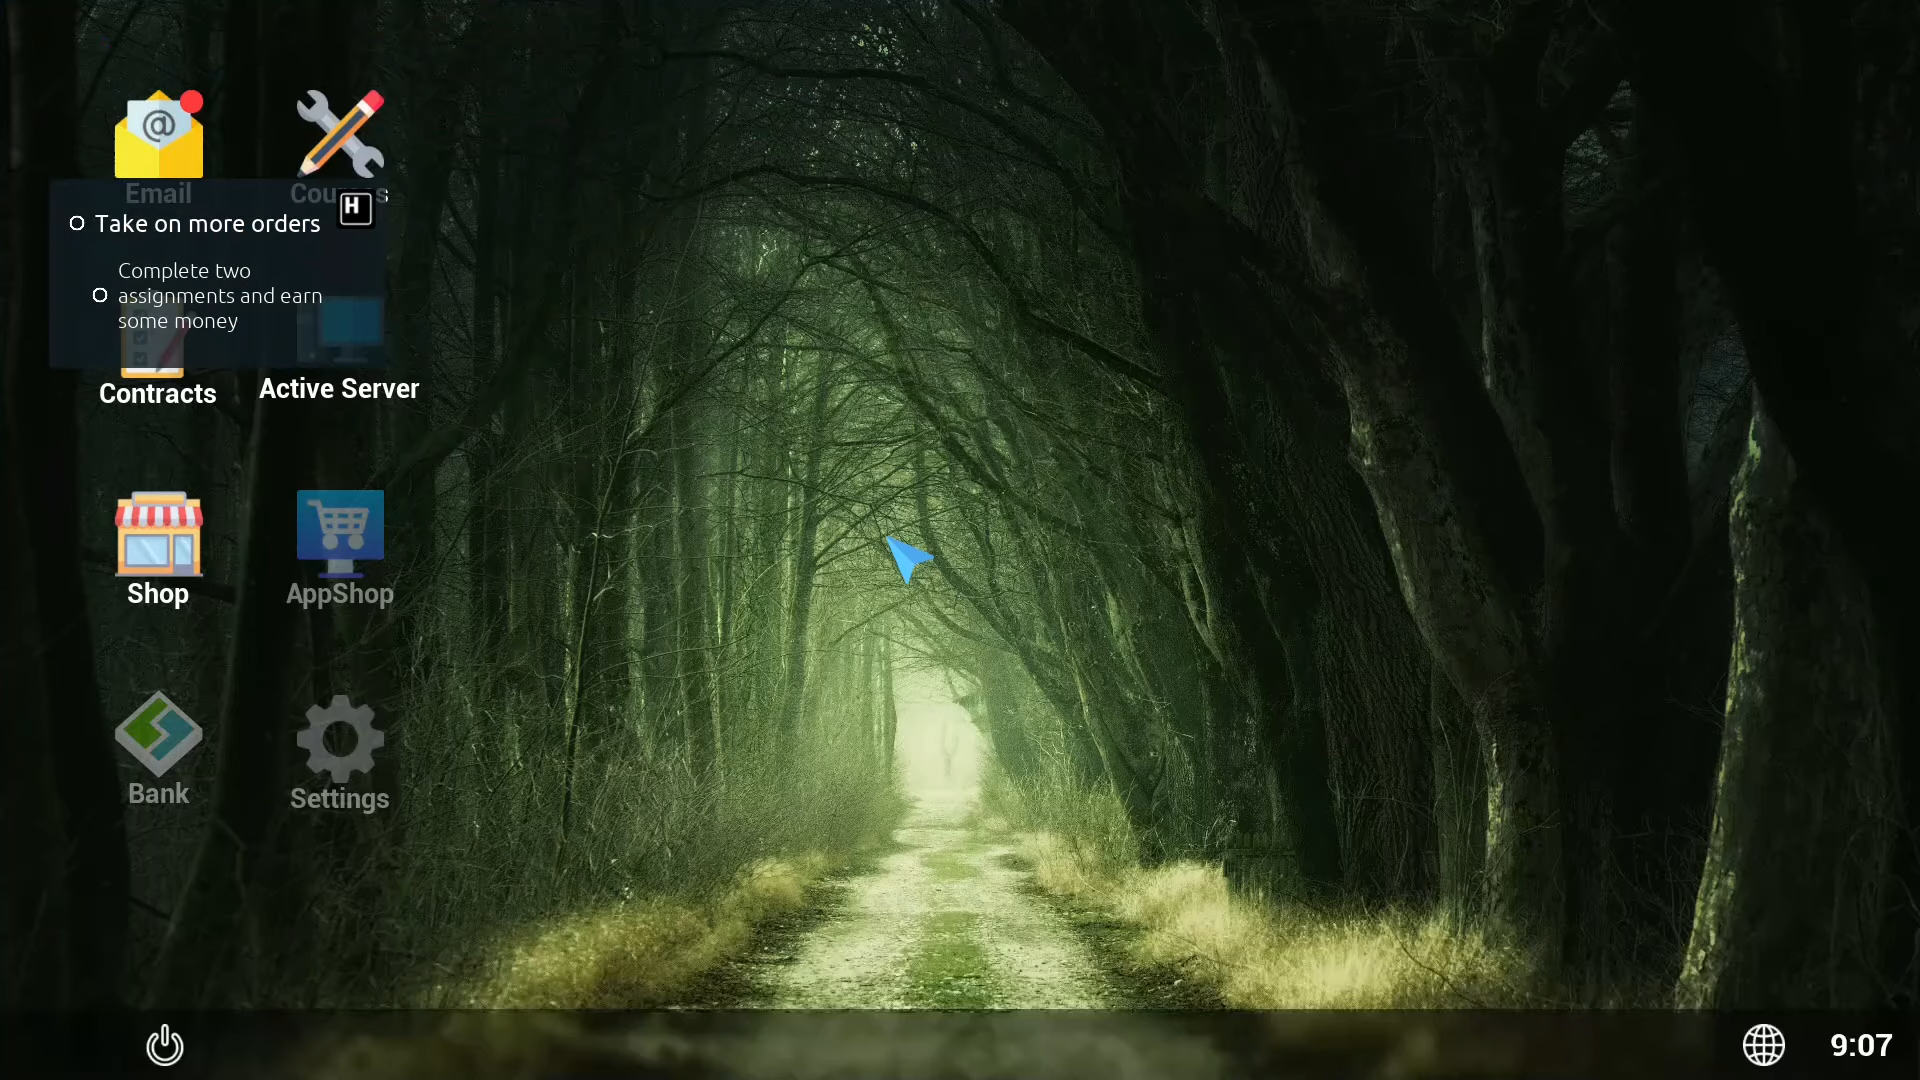 Email
Take on more orders
H
Complete two
assignments and earn
some money
Contracts
Active Server
Shop
AppShop
Bank
Settings
9:07